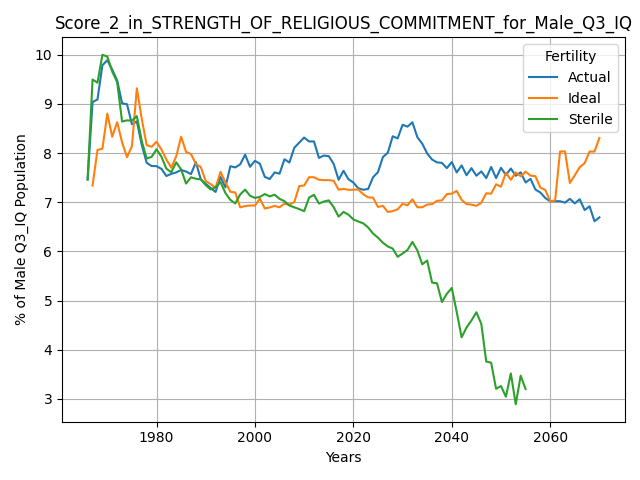 Score_2_in_STRENGTH_OF_RELIGIOUS_COMMITMENT_for_Male_Q3_IQ
Fertility
Actual
Ideal
Sterile
% of Male Q3_IQ Population
10
9
8
7
6
5
4
3
1980
2000
2020
2040
2060
Years